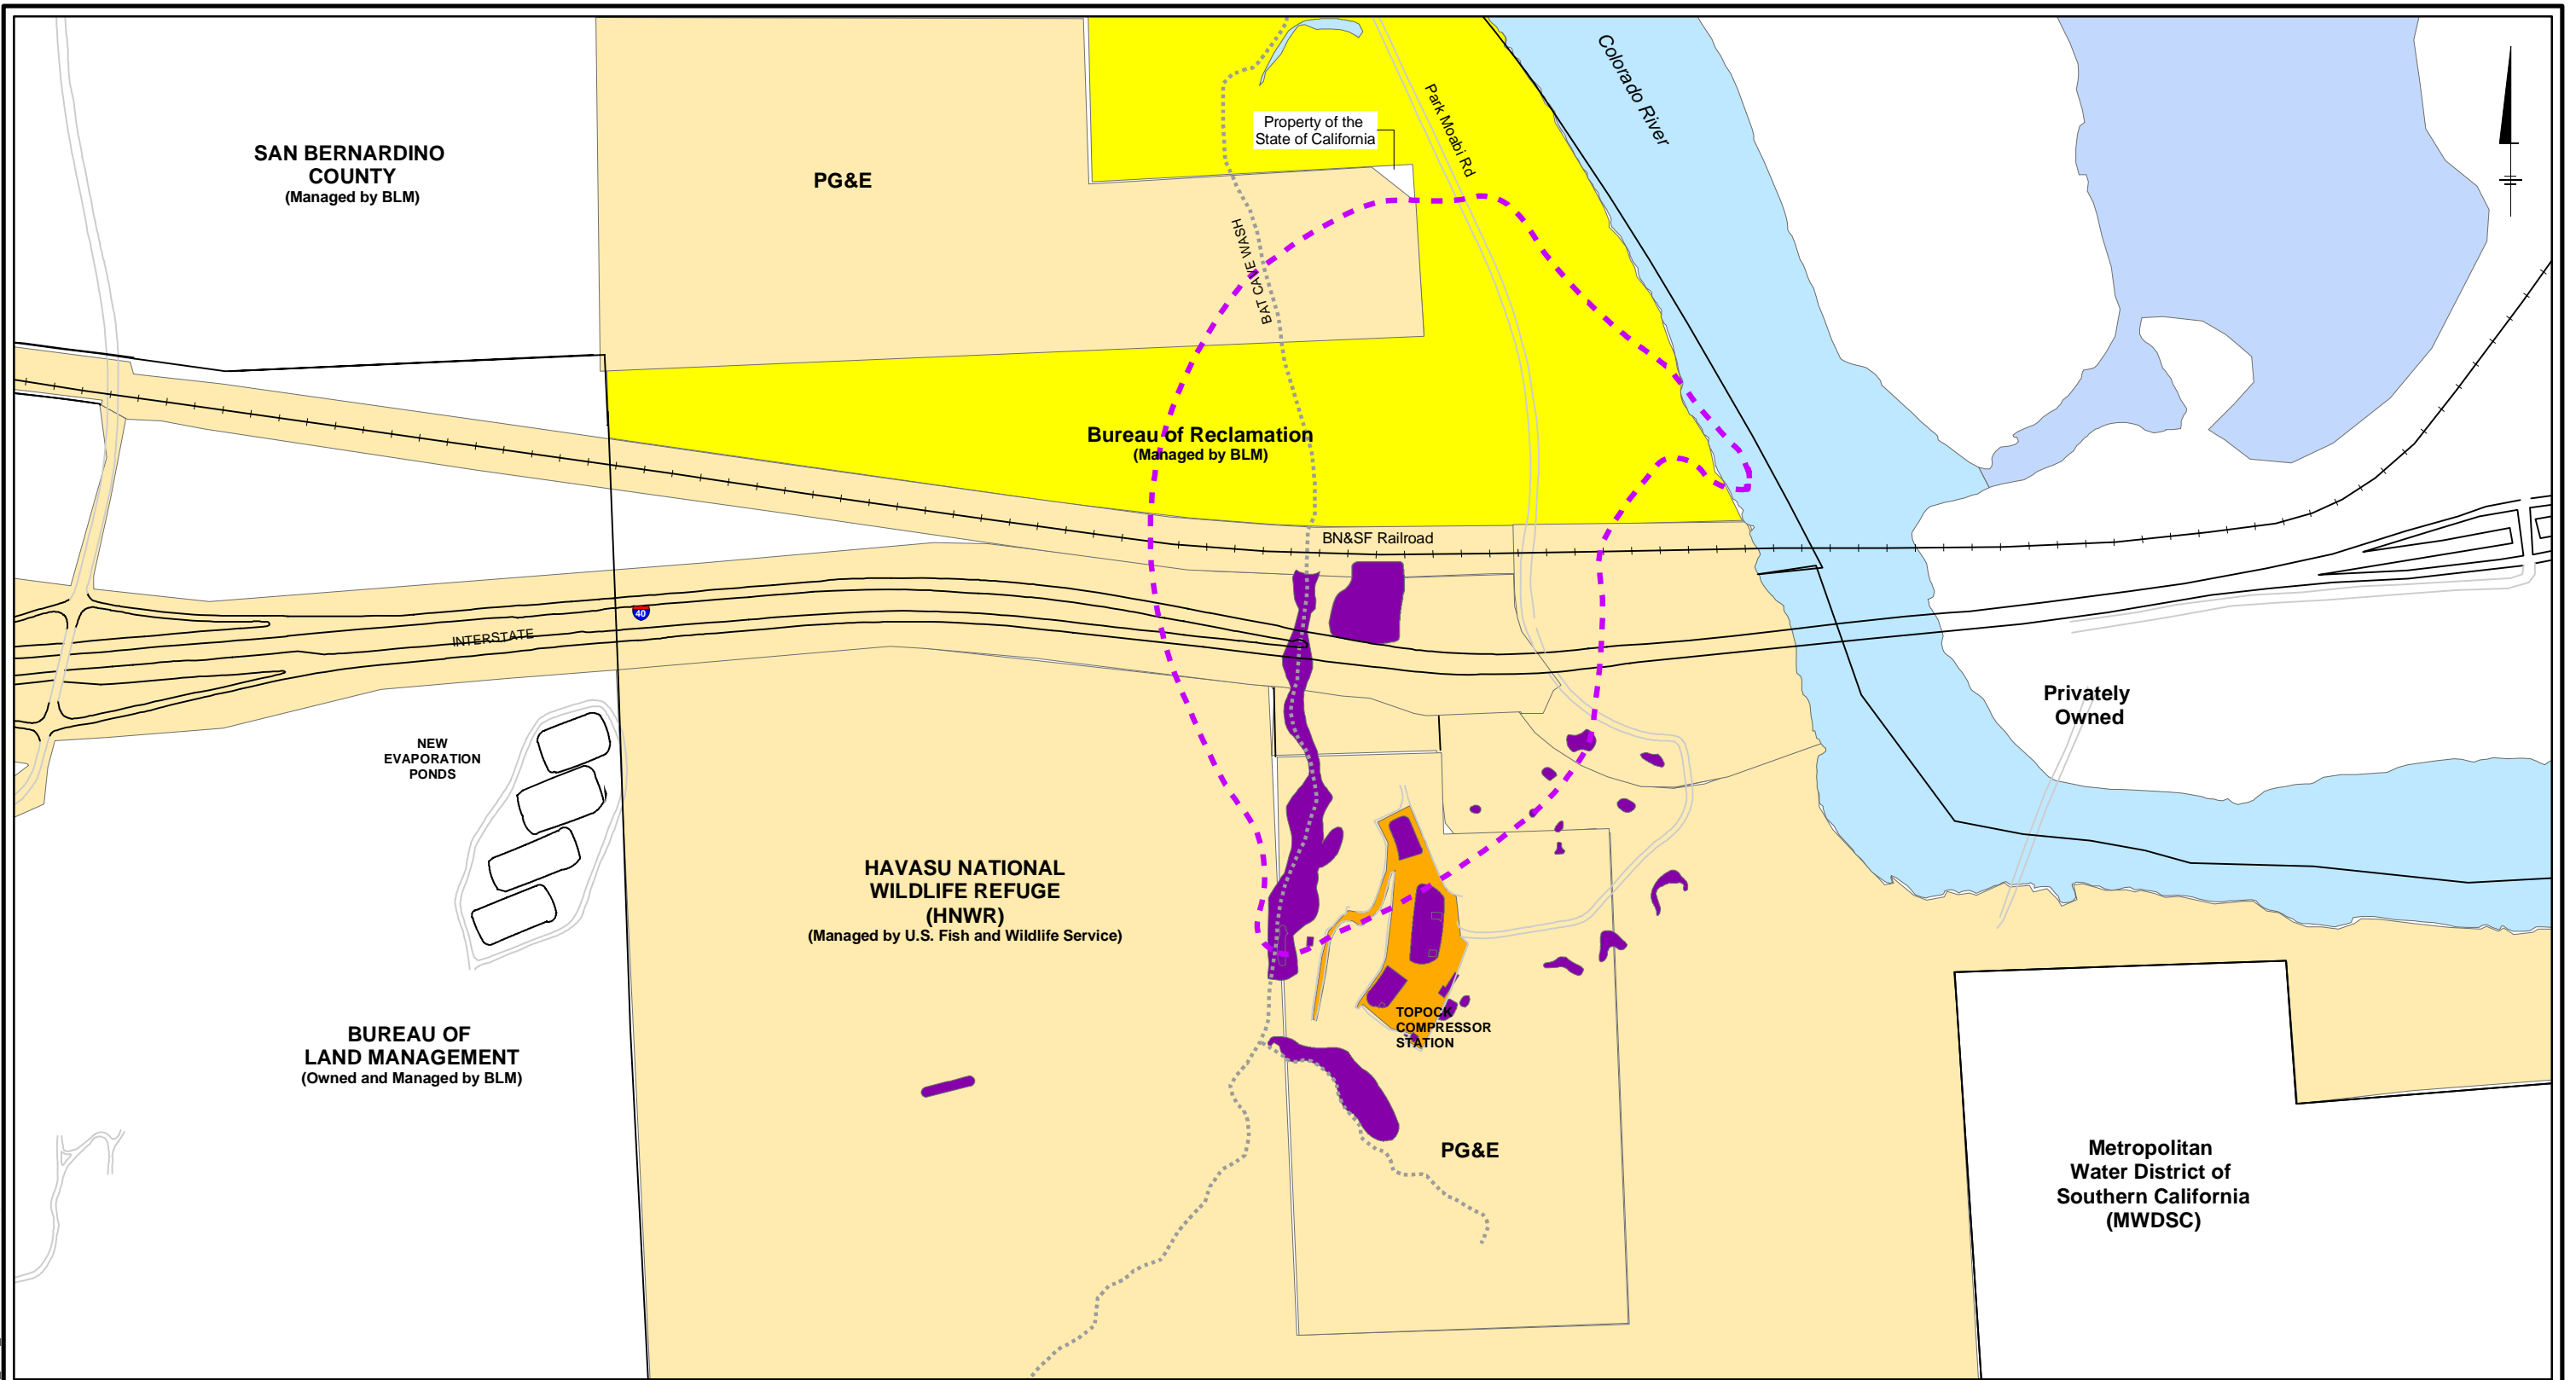 Colorado River
Park Moabi Rd
Property of the
State of California
SAN BERNARDINO
COUNTY
(Managed by BLM)
PG&E
BAT CAVE WASH
Bureau of Reclamation
(Managed by BLM)
BN&SF Railroad
40
INTERSTATE
Privately
Owned
NEW
EVAPORATION
PONDS
HAVASU NATIONAL
WILDLIFE REFUGE
(HNWR)
(Managed by U.S. Fish and Wildlife Service)
TOPOCK
COMPRESSOR
STATION
BUREAU OF
LAND MANAGEMENT
(Owned and Managed by BLM)
PG&E
Metropolitan
Water District of
Southern California
(MWDSC)